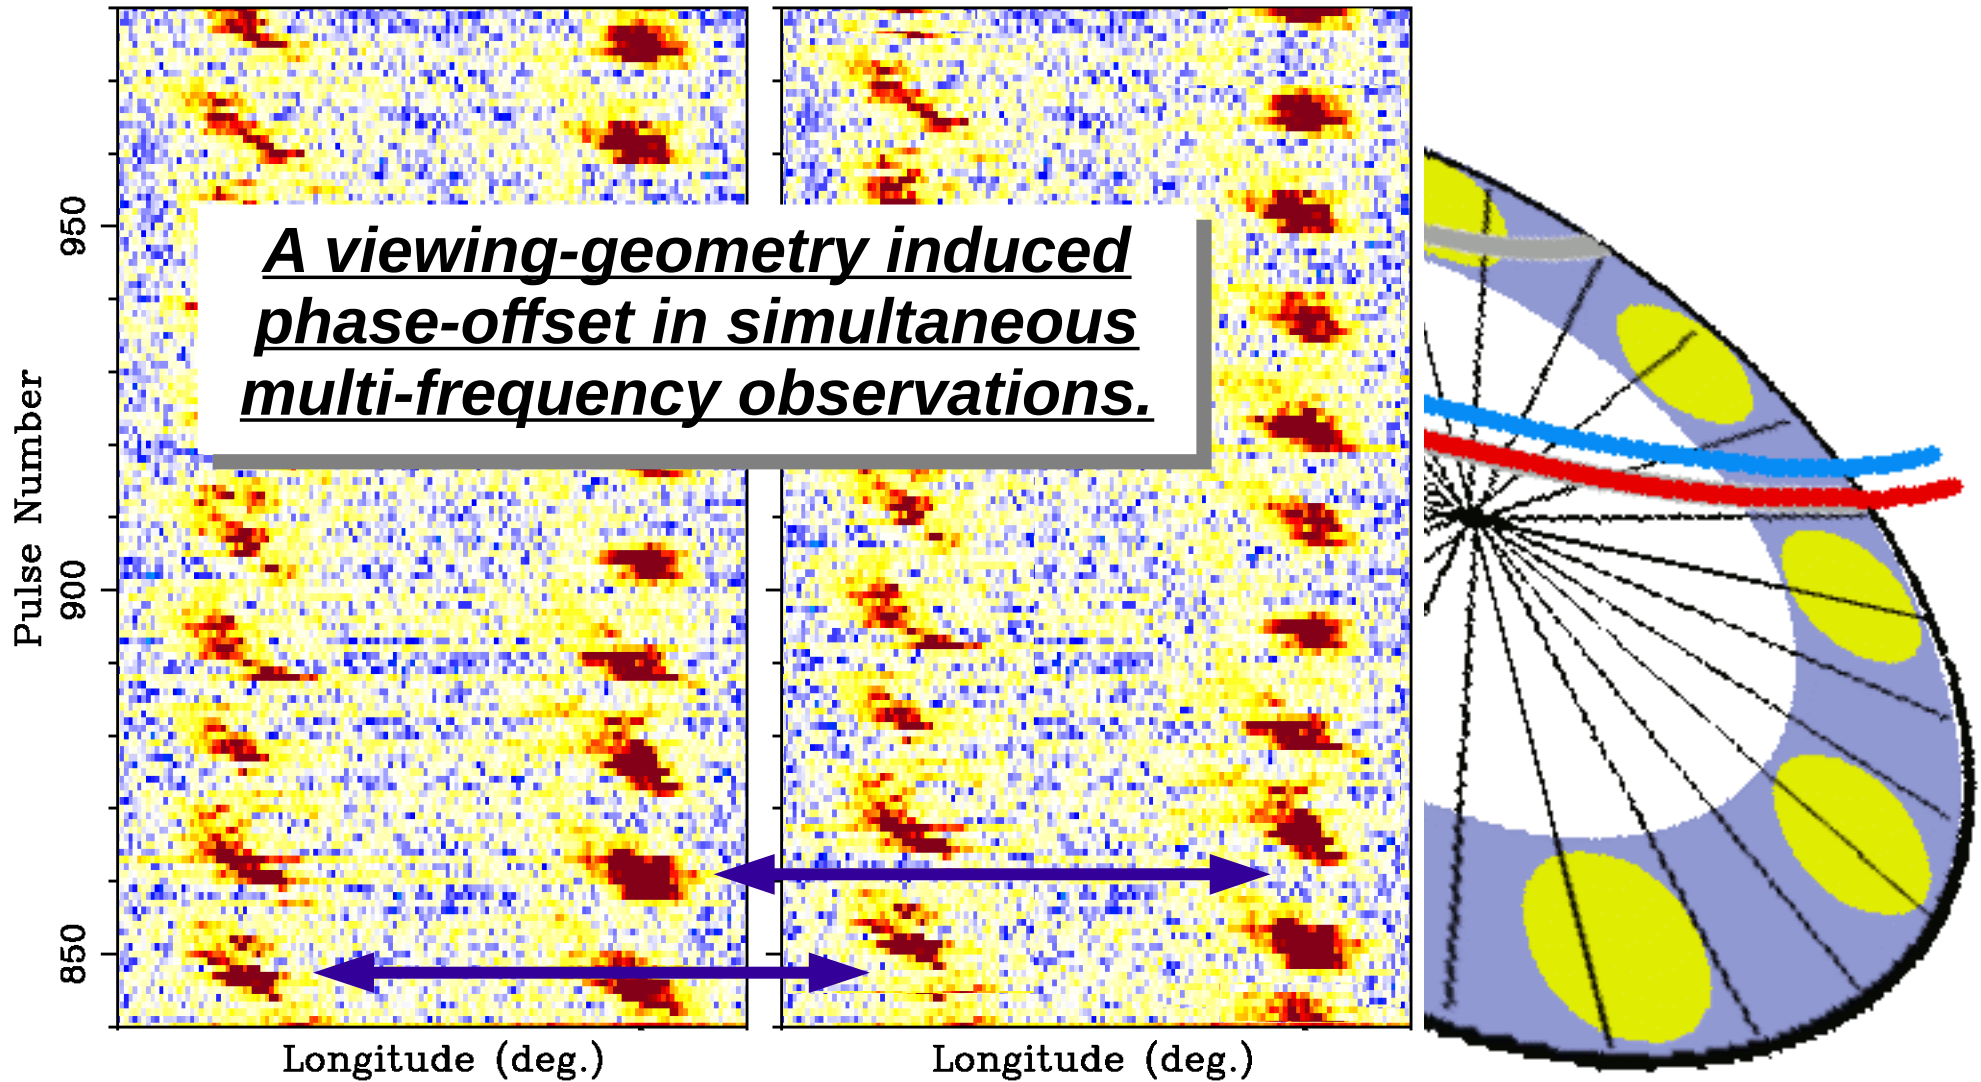 A viewing-geometry induced
phase-offset in simultaneous
multi-frequency observations.
Pulse Number
950
900
850
Longitude (deg.)
Longitude (deg.)